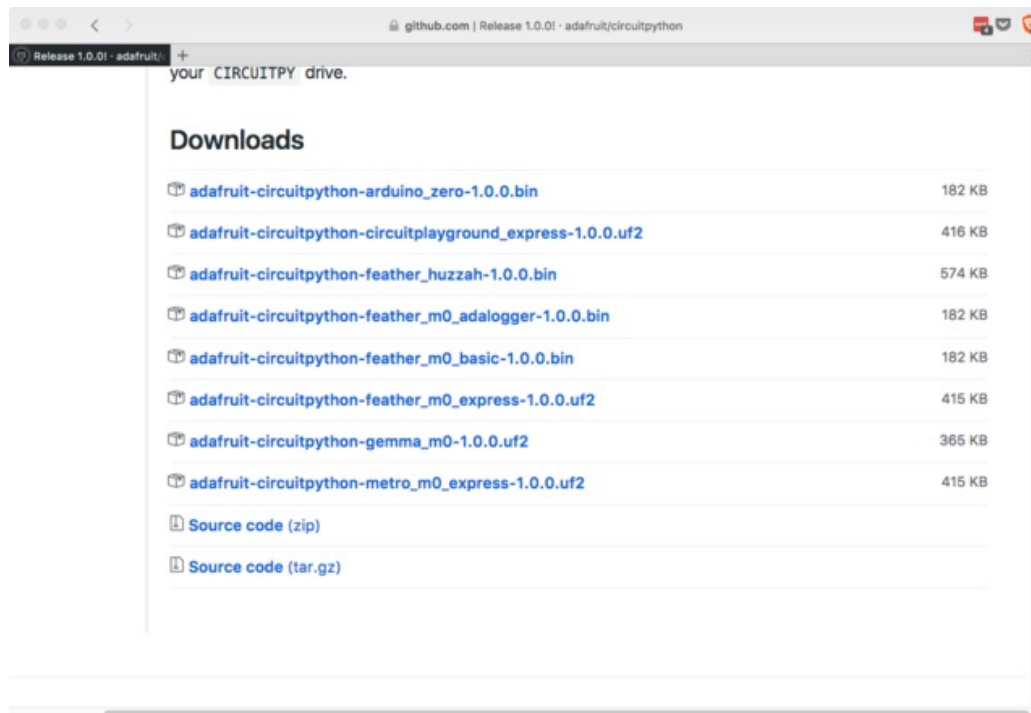 github.com | Release 1.0.0! · adafruit/circuitpython
Release 1.0.0! · adafruit/c +
your CIRCUITPY drive.
Downloads
adafruit-circuitpython-arduino_zero-1.0.0.bin 182 KB
adafruit-circuitpython-circuitplayground_express-1.0.0.uf2 416 KB
adafruit-circuitpython-feather_huzzah-1.0.0.bin 574 KB
adafruit-circuitpython-feather_m0_adalogger-1.0.0.bin 182 KB
adafruit-circuitpython-feather_m0_basic-1.0.0.bin 182 KB
adafruit-circuitpython-feather_m0_express-1.0.0.uf2 415 KB
adafruit-circuitpython-gemma_m0-1.0.0.uf2 365 KB
adafruit-circuitpython-metro_m0_express-1.0.0.uf2 415 KB
Source code (zip)
Source code (tar.gz)